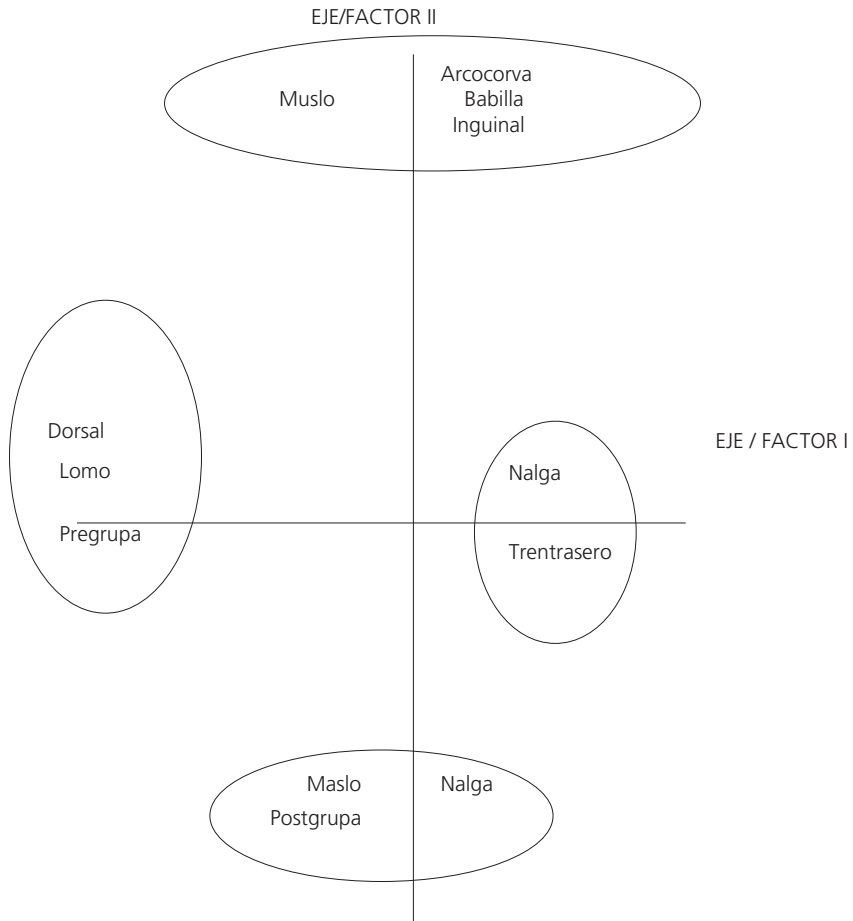 EJE/FACTOR II
Arcocorva
Muslo
Babilla
Inguinal
Dorsal
EJE / FACTOR I
Lomo
Nalga
Pregrupa
Trentrasero
Maslo
Nalga
Postgrupa